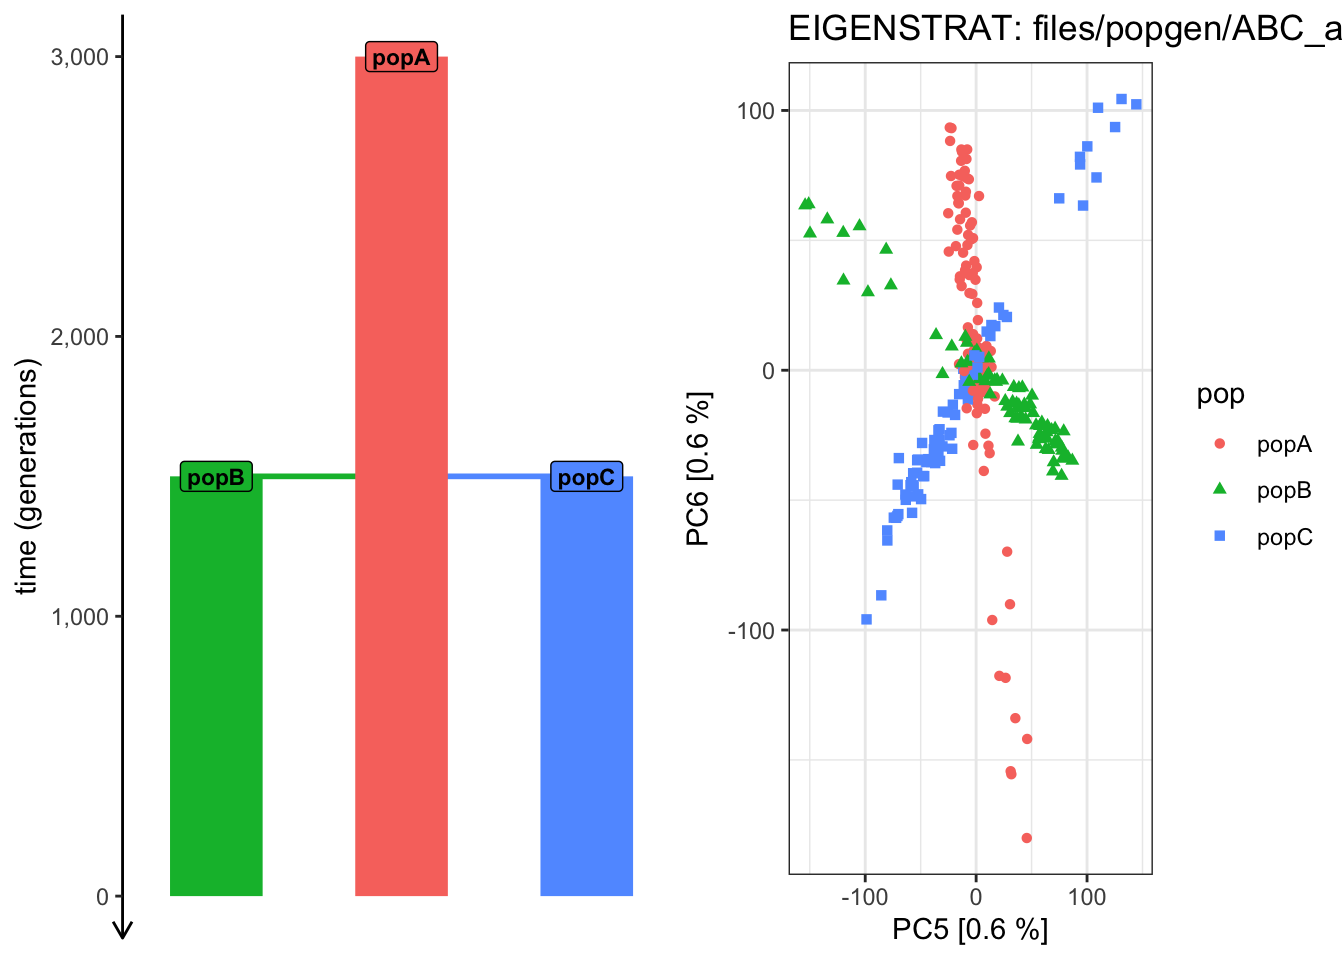 time (generations)
3,000
2,000
1,000
0
popA
popB
popC
EIGENSTRAT: files/popgen/ABC_a
PC6 [0.6 %]
100
0
-100
-100
0
100
PC5 [0.6 %]
pop
popA
popB
popC